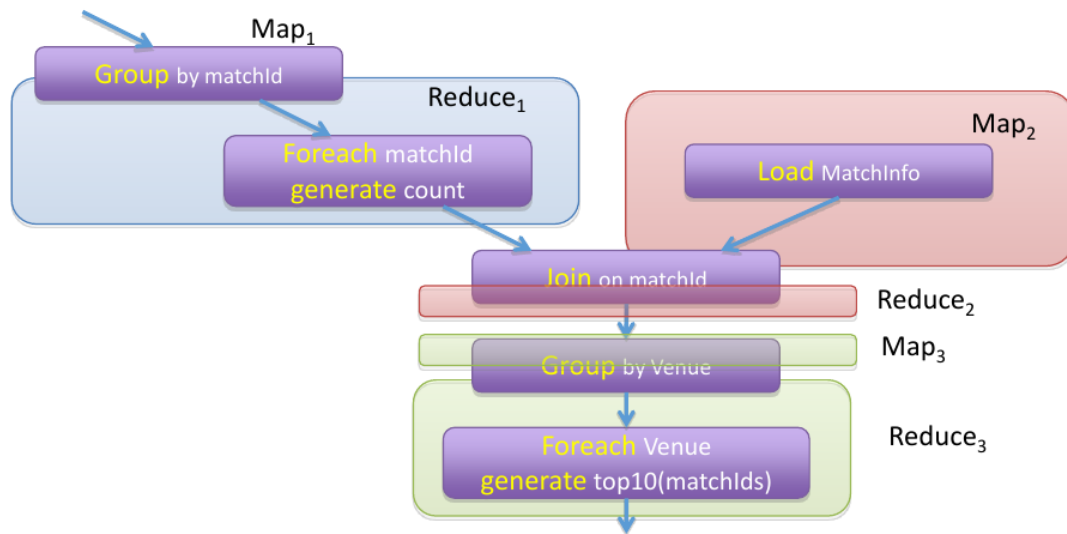 Map₁
Group by matchId
Reduce₁
Foreach matchId
generate count
Map₂
Load MatchInfo
Join on matchId
Reduce₂
Map₃
Group by Venue
Reduce₃
Foreach Venue
generate top10(matchIds)